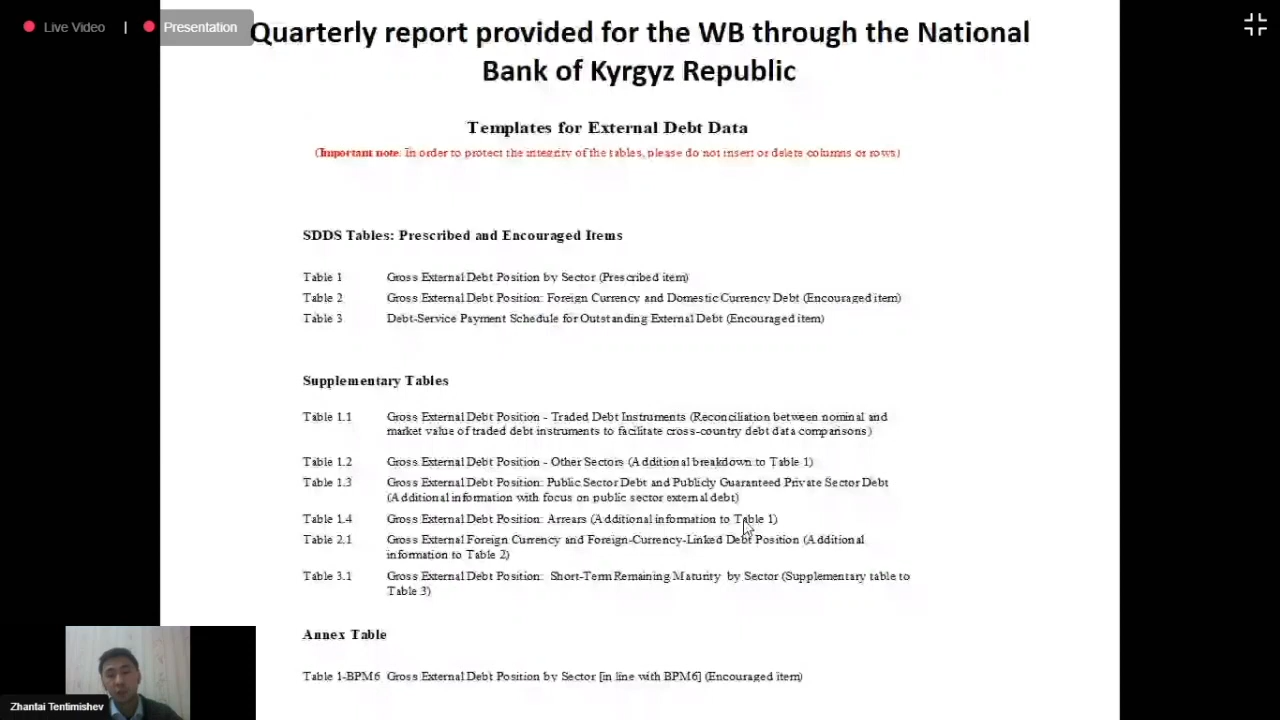 Live Video | Presentation
Quarterly report provided for the WB through the National
Bank of Kyrgyz Republic
Templates for External Debt Data
(Important note: In order to protect the integrity of the tables, please do not insert or delete columns or rows)
SDDS Tables: Prescribed and Encouraged Items
Table 1 Gross External Debt Position by Sector (Prescribed item)
Table 2 Gross External Debt Position: Foreign Currency and Domestic Currency Debt (Encouraged item)
Table 3 Debt-Service Payment Schedule for Outstanding External Debt (Encouraged item)
Supplementary Tables
Table 1.1 Gross External Debt Position - Traded Debt Instruments (Reconciliation between nominal and
market value of traded debt instruments to facilitate cross-country debt data comparisons)
Table 1.2 Gross External Debt Position - Other Sectors (Additional breakdown to Table 1)
Table 1.3 Gross External Debt Position: Public Sector Debt and Publicly Guaranteed Private Sector Debt
(Additional information with focus on public sector external debt)
Table 1.4 Gross External Debt Position: Arrears (Additional information to Table 1)
Table 2.1 Gross External Foreign Currency and Foreign-Currency-Linked Debt Position (Additional
information to Table 2)
Table 3.1 Gross External Debt Position: Short-Term Remaining Maturity by Sector (Supplementary table to
Table 3)
Annex Table
Table 1-BPM6 Gross External Debt Position by Sector [in line with BPM6] (Encouraged item)
Zhantai Tentimishev